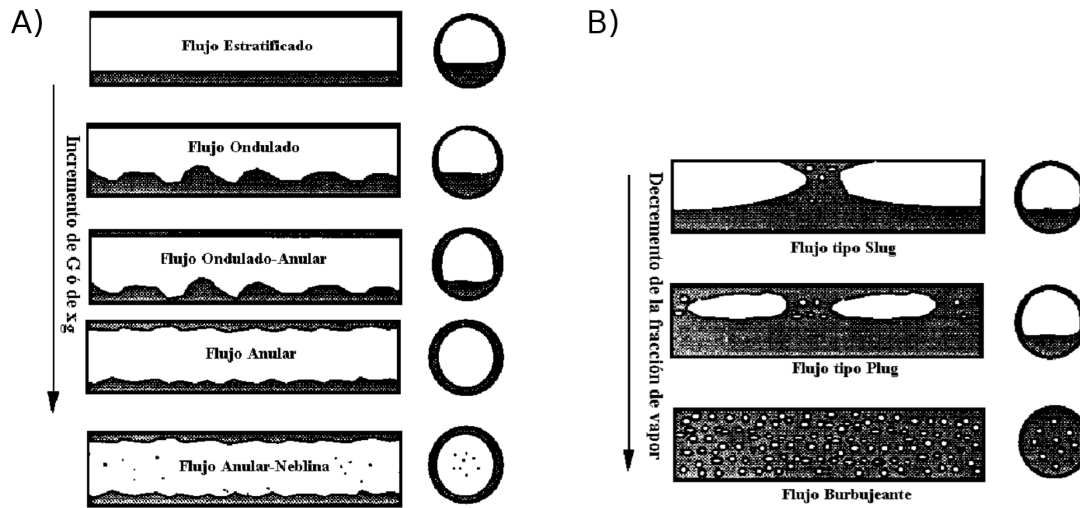 A)
Flujo Estratificado
Incremento de G ó de Xg
Flujo Ondulado
Flujo Ondulado-Anular
Flujo Anular
Flujo Anular-Neblina
B)
Decremento de la fracción de vapor
Flujo tipo Slug
Flujo tipo Plug
Flujo Burbujeante